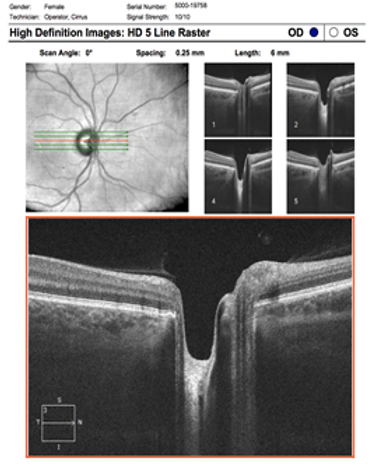 Gender: Female Serial Number: 5000-19758
Technician: Operator, Cirrus Signal Strength: 10/10
High Definition Images: HD 5 Line Raster OD OS
Scan Angle: 0° Spacing: 0.25 mm Length: 6 mm
1 2
4 5
S
3
T N
I